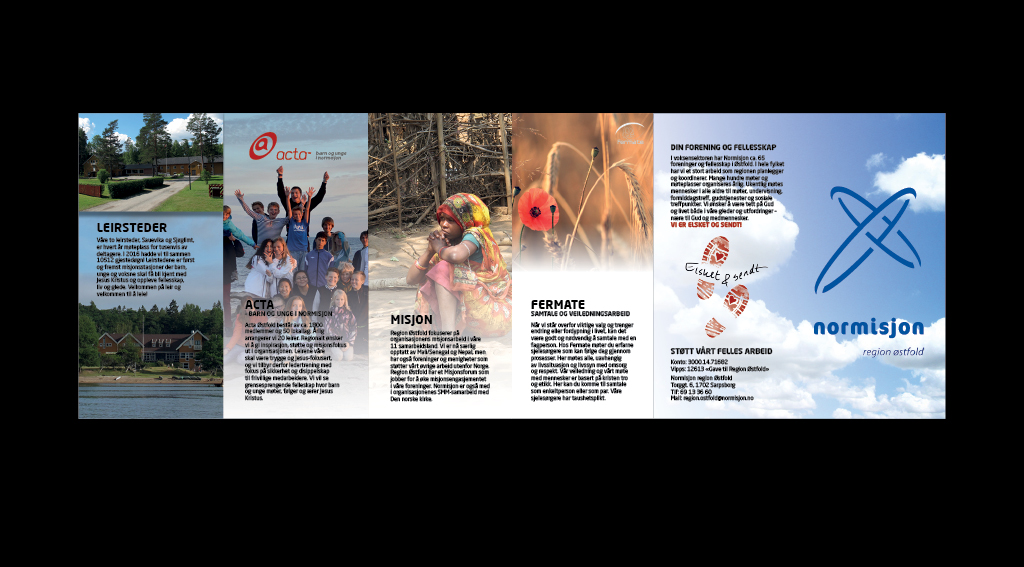 LEIRSTEDER
Våre to leirsteder, Sauevika og Sjøglimt,
er hvert år møteplass for tusenvis av
deltagere. I 2016 hadde vi til sammen
10512 gjestedøgn! Leirstedene er først
og fremst misjonsstasjoner der barn,
unge og voksne skal få bli kjent med
Jesus Kristus og oppleve fellesskap,
liv og glede. Velkommen på leir og
velkommen til å leie!
@ acta-
barn og unge
i normisjon
ACTA
- BARN OG UNGE I NORMISJON
Acta Østfold består av ca. 1800
medlemmer og 50 lokallag. Årlig
arrangerer vi 20 leirer. Regionalt ønsker
vi å gi inspirasjon, støtte og misjonsfokus
ut i organisasjonen. Leirene våre
skal være trygge og Jesus-fokusert,
og vi tilbyr derfor ledertrening med
fokus på sikkerhet og disippelskap
til frivillige medarbeidere. Vi vil se
grensesprengende felleskap hvor barn
og unge møter, følger og ærer Jesus
Kristus.
MISJON
Region Østfold fokuserer på
organisasjonens misjonsarbeid i våre
11 samarbeidsland. Vi er nå særlig
opptatt av Mali/Senegal og Nepal, men
har også foreninger og menigheter som
støtter vårt øvrige arbeid utenfor Norge.
Region Østfold har et Misjonsforum som
jobber for å øke misjonsengasjementet
i våre foreninger. Normisjon er også med
i organisasjonenes SMM-samarbeid med
Den norske kirke.
Fermate
FERMATE
SAMTALE OG VEILEDNINGSARBEID
Når vi står overfor viktige valg og trenger
endring eller fordypning i livet, kan det
være godt og nødvendig å samtale med en
fagperson. Hos Fermate møter du erfarne
sjelesørgere som kan følge deg gjennom
prosesser. Her møtes alle, uavhengig
av livssituasjon og livssyn med omsorg
og respekt. Vår veiledning og vårt møte
med mennesker er basert på kristen tro
og etikk. Her kan du komme til samtale
som enkeltperson eller som par. Våre
sjelesørgere har taushetsplikt.
DIN FORENING OG FELLESSKAP
I voksensektoren har Normisjon ca. 65
foreninger og fellesskap i Østfold. I hele fylket
har vi et stort arbeid som regionen planlegger
og koordinerer. Mange hundre møter og
møteplasser organiseres årlig. Ukentlig møtes
mennesker i alle aldre til møter, undervisning,
formiddagstreff, gudstjenester og sosiale
treffpunkter. Vi ønsker å være tett på Gud
og livet både i våre gleder og utfordringer -
nære til Gud og medmennesker.
VI ER ELSKET OG SENDT!
Elsket & sendt
STØTT VÅRT FELLES ARBEID
Konto: 3000.14.71682
Vipps: 12613 «Gave til Region Østfold»
Normisjon region Østfold
Torggt. 6, 1702 Sarpsborg
Tlf: 69 13 36 60
Mail: region.ostfold@normisjon.no
normisjon
region østfold